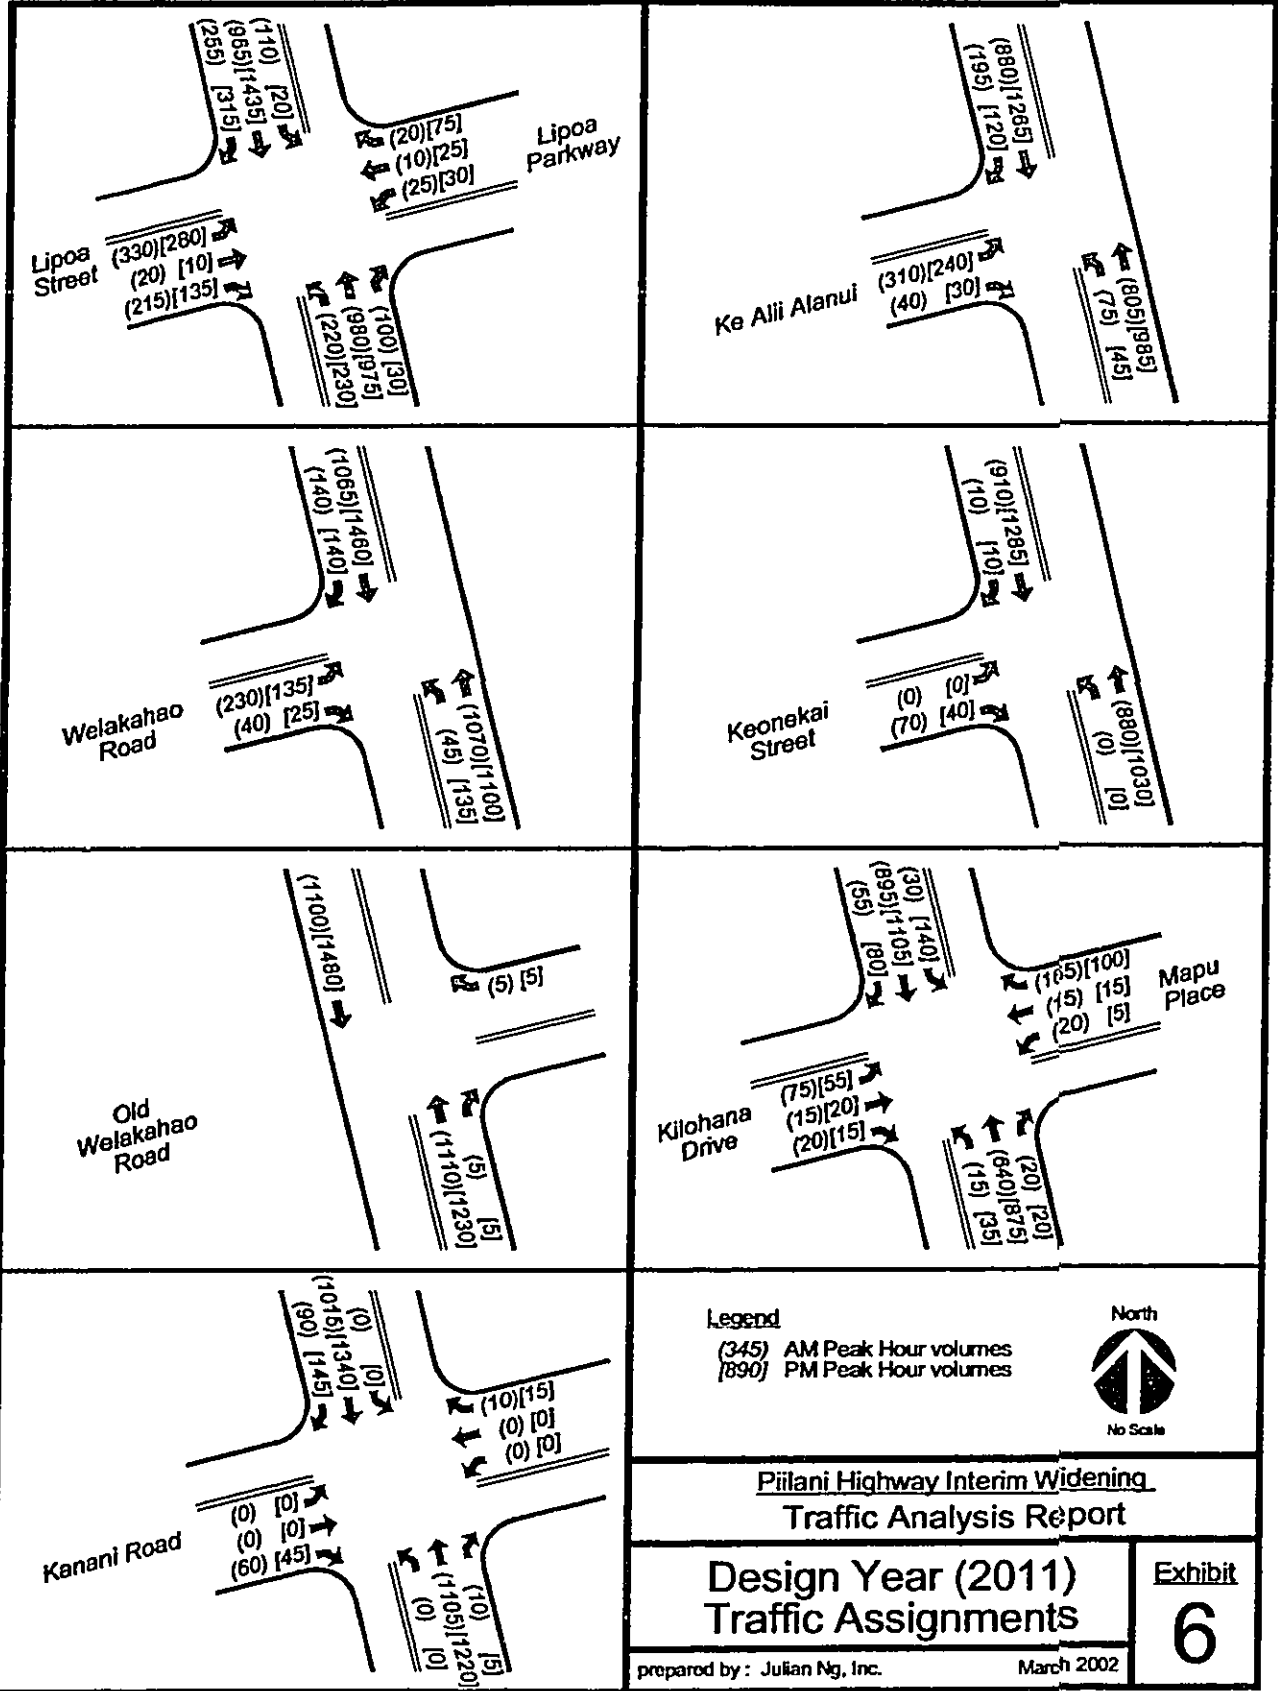 (110) [20]
(965)[1435]
(255) [315]
(20)[75]
(10)[25]
(25)[30]
Lipoa
Parkway
Lipoa
Street
(330)[280]
(20) [10]
(215)[135]
(100) [30]
(980)[975]
(220)[230]
(880)[1265]
(195) [120]
Ke Alii Alanui
(310)[240]
(40) [30]
(805)[985]
(75) [45]
(1065)[1460]
(140) [140]
Welakahao
Road
(230)[135]
(40) [25]
(1070)[1100]
(45) [135]
(910)[1285]
(10) [10]
Keonekai
Street
(0) [0]
(70) [40]
(880)[1030]
(0) [0]
(1100)[1480]
(5) [5]
Old
Welakahao
Road
(5) [5]
(1110)[1230]
(30) [140]
(895)[1105]
(55) [80]
(165)[100]
(15) [15]
(20) [5]
Mapu
Place
Kilohana
Drive
(75)[55]
(15)[20]
(20)[15]
(20) [20]
(640)[875]
(15) [35]
(0) [0]
(1015)[1340]
(90) [145]
(10)[15]
(0) [0]
(0) [0]
Kanani Road
(0) [0]
(0) [0]
(60) [45]
(10) [5]
(1105)[1220]
(0) [0]
Legend
(345) AM Peak Hour volumes
[890] PM Peak Hour volumes
North
No Scale
Piilani Highway Interim Widening
Traffic Analysis Report
Design Year (2011)
Traffic Assignments
Exhibit
6
prepared by : Julian Ng, Inc. March 2002